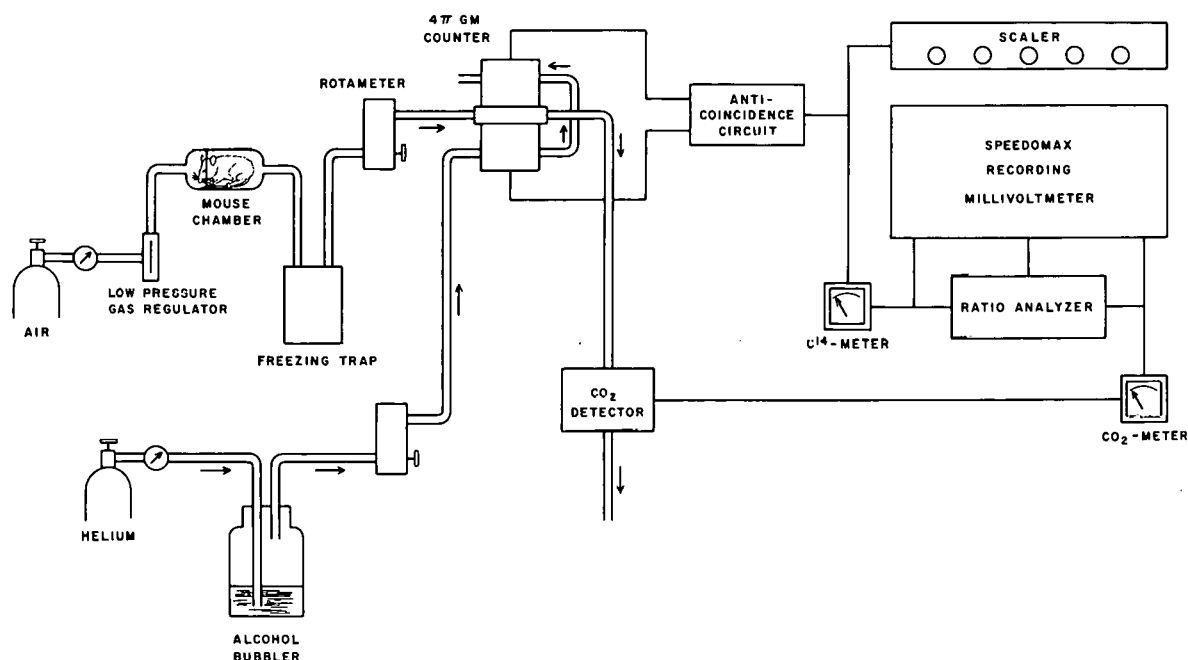 4π GM
COUNTER
SCALER
ROTAMETER
ANTI-
COINCIDENCE
CIRCUIT
SPEEDOMAX
RECORDING
MILLIVOLTMETER
MOUSE
CHAMBER
LOW PRESSURE
GAS REGULATOR
AIR
FREEZING TRAP
RATIO ANALYZER
C14-METER
CO2
DETECTOR
CO2-METER
HELIUM
ALCOHOL
BUBBLER